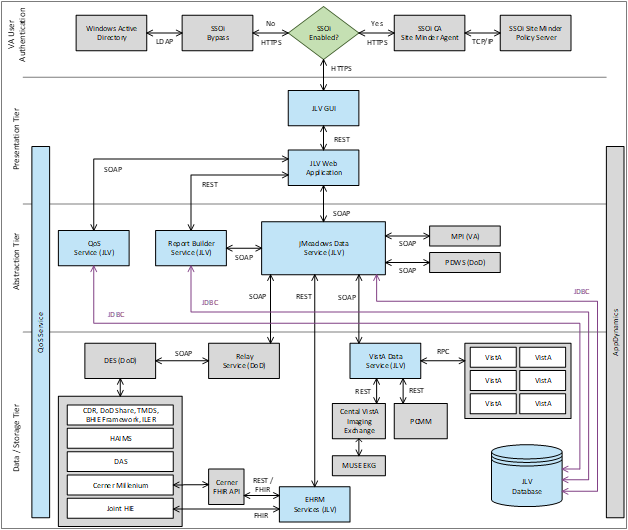 VA User
Authentication
Windows Active
Directory
LDAP
SSOi
Bypass
No
HTTPS
SSOi
Enabled?
Yes
HTTPS
SSOi CA
Site Minder Agent
TCP/IP
SSOi Site Minder
Policy Server
HTTPS
Presentation Tier
JLV GUI
REST
JLV Web
Application
SOAP
REST
SOAP
Abstraction Tier
QoS
Service (JLV)
Report Builder
Service (JLV)
SOAP
jMeadows Data
Service (JLV)
SOAP
MPI (VA)
SOAP
PDWS (DoD)
JDBC
JDBC
SOAP
REST
SOAP
JDBC
QoS Service
AppDynamics
Data / Storage Tier
DES (DoD)
SOAP
Relay
Service (DoD)
VistA Data
Service (JLV)
RPC
VistA
VistA
VistA
VistA
VistA
VistA
REST
REST
CDR, DoD Share, TMDS,
BHIE Framework, ILER
HAIMS
DAS
Cerner Millenium
Joint HIE
Cental VistA
Imaging
Exchange
PCMM
MUSE EKG
Cerner
FHIR API
REST /
FHIR
FHIR
EHRM
Services (JLV)
JLV
Database